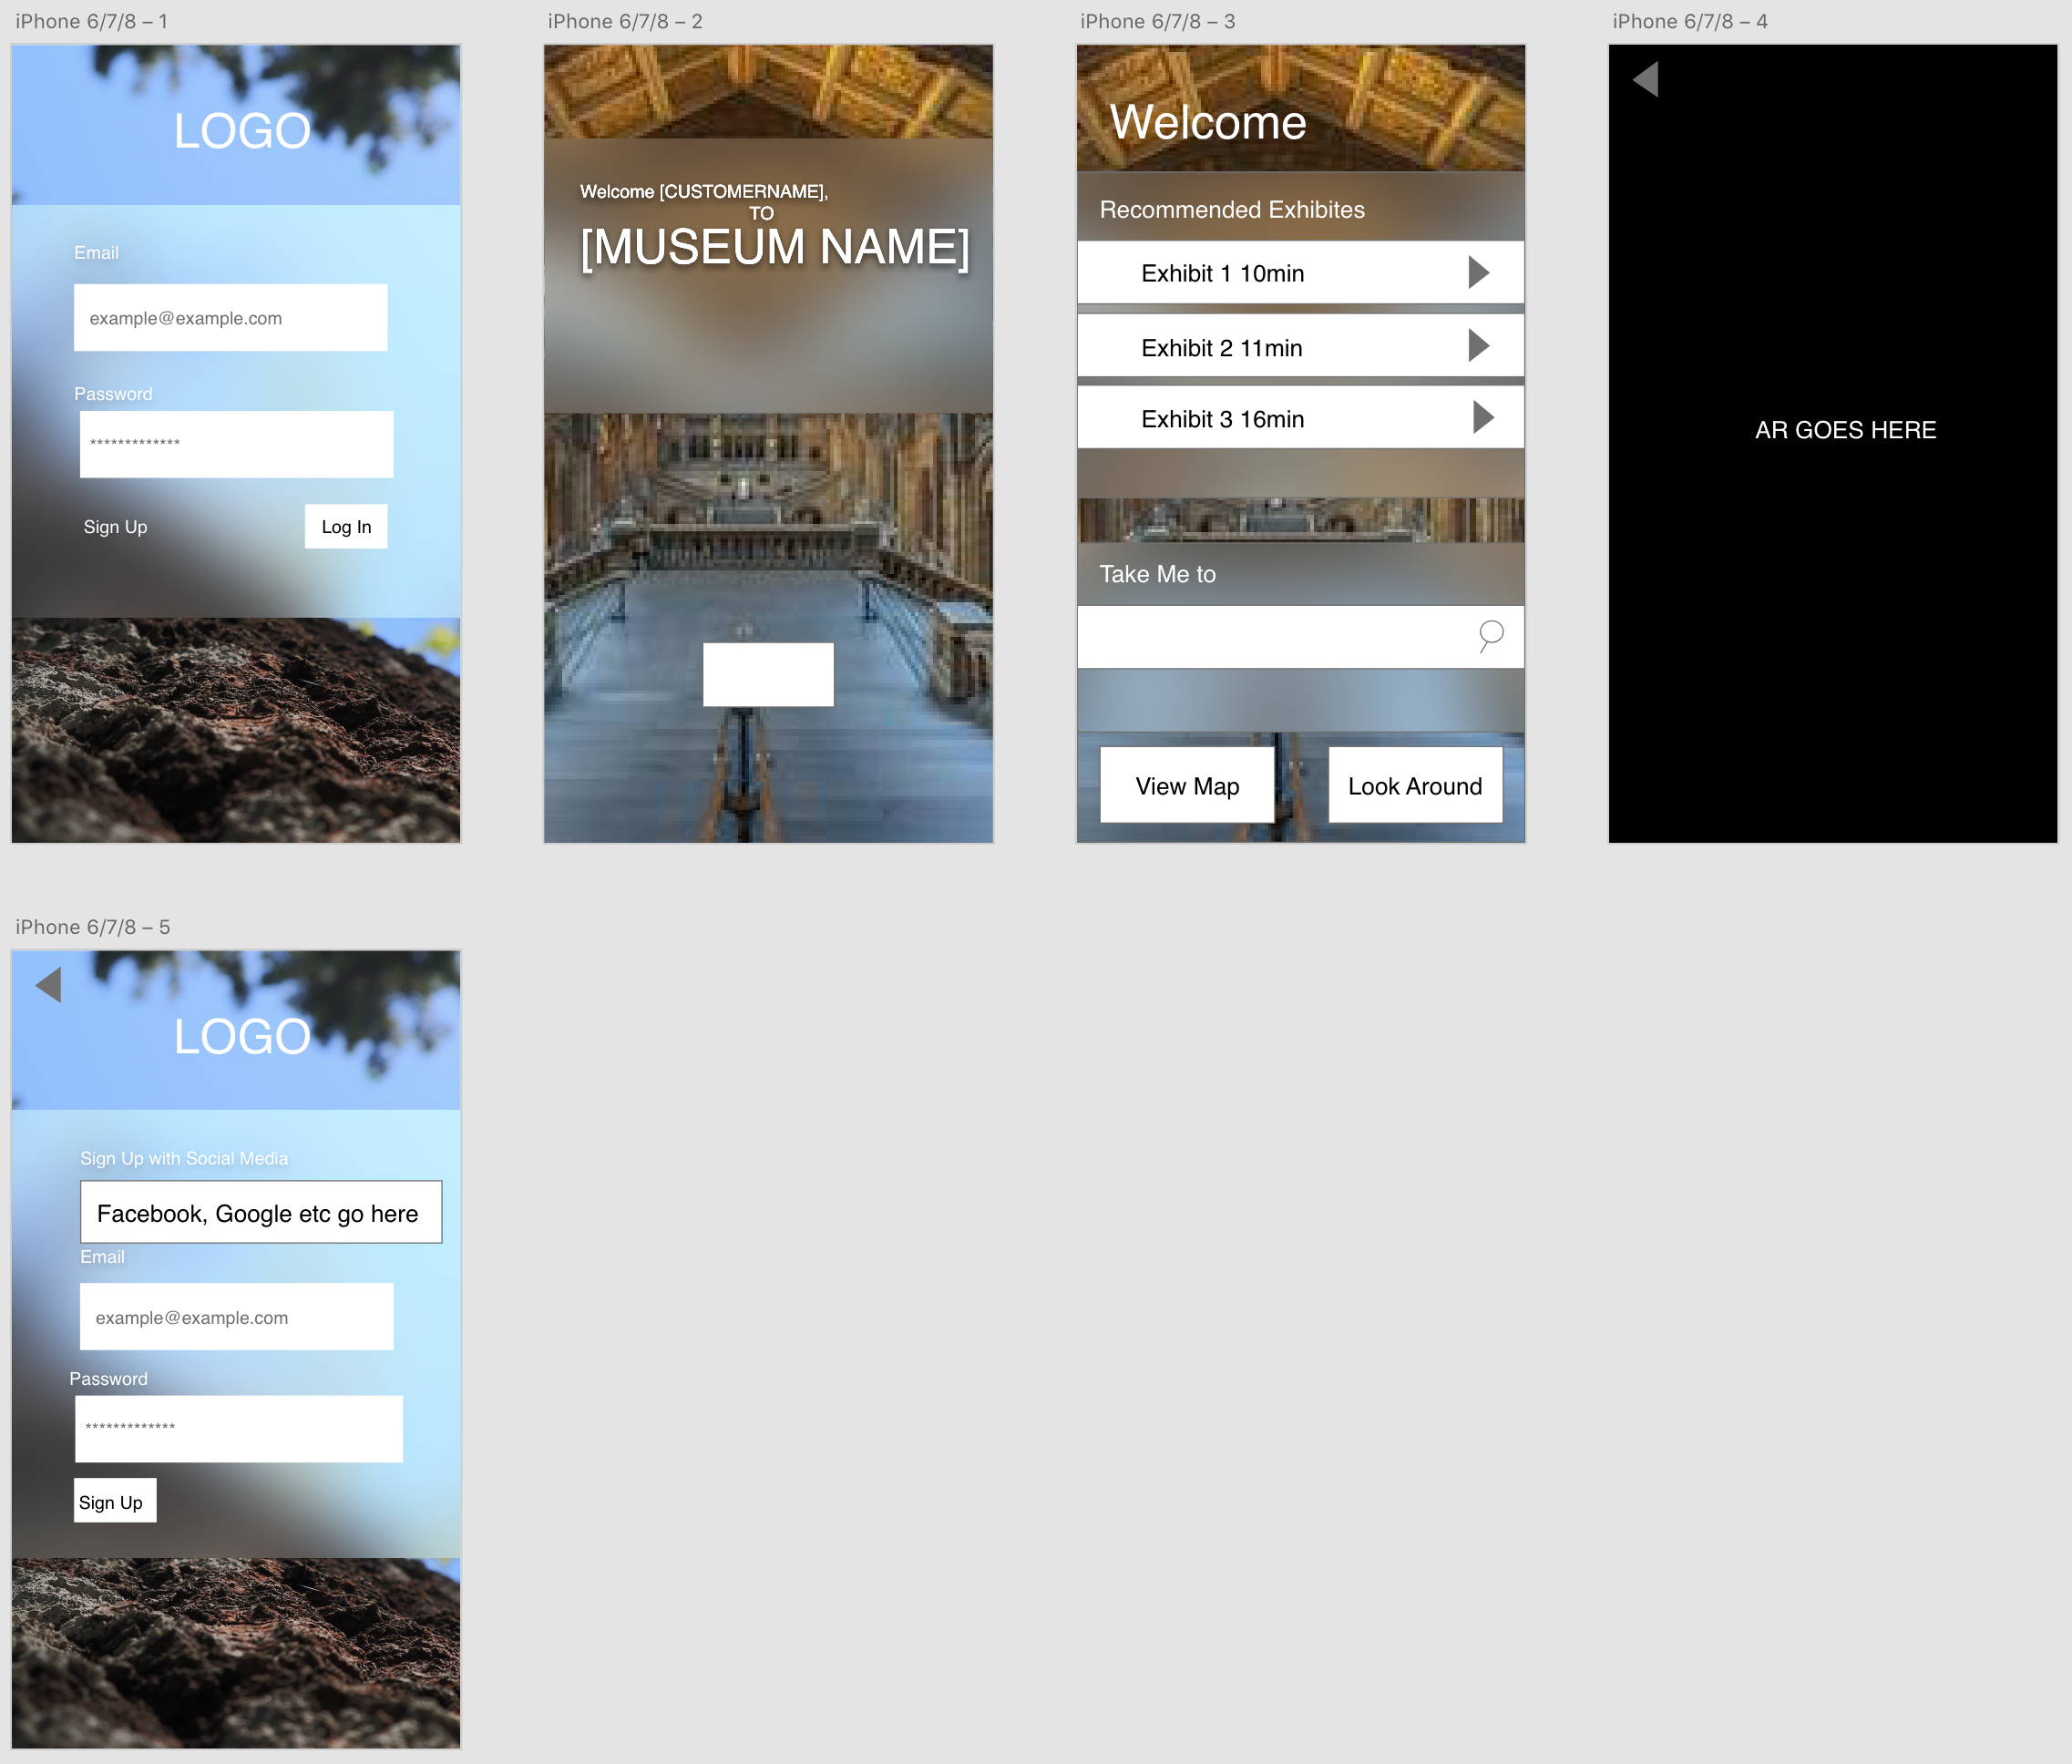 iPhone 6/7/8 – 1
LOGO
Email
example@example.com
Password
*************
Sign Up
Log In
iPhone 6/7/8 – 2
Welcome [CUSTOMERNAME],
TO
[MUSEUM NAME]
iPhone 6/7/8 – 3
Welcome
Recommended Exhibites
Exhibit 1 10min
Exhibit 2 11min
Exhibit 3 16min
Take Me to
View Map
Look Around
iPhone 6/7/8 – 4
AR GOES HERE
iPhone 6/7/8 – 5
LOGO
Sign Up with Social Media
Facebook, Google etc go here
Email
example@example.com
Password
*************
Sign Up